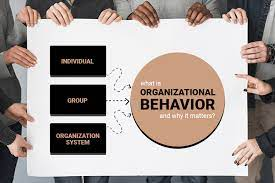 INDIVIDUAL
GROUP
ORGANIZATION
SYSTEM
what is
ORGANIZATIONAL
BEHAVIOR
and why it matters?